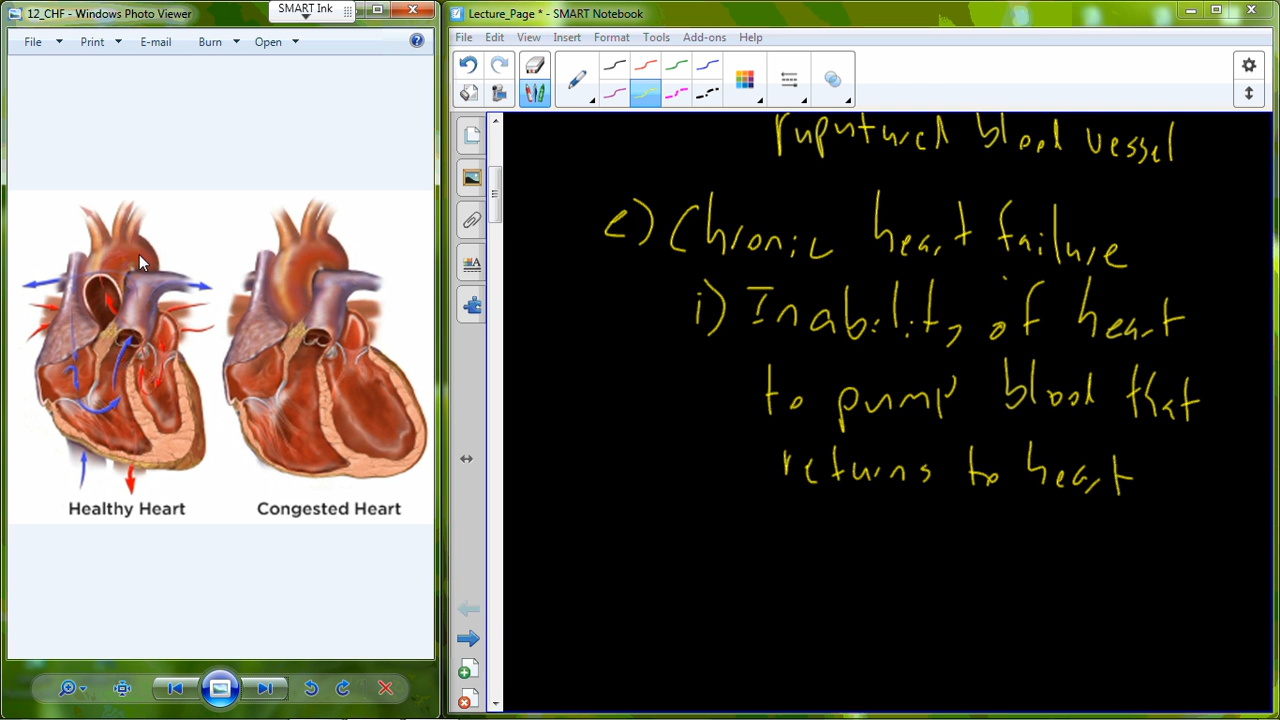 12_CHF - Windows Photo Viewer
SMART Ink
File Print E-mail Burn Open
Healthy Heart
Congested Heart
Lecture_Page * - SMART Notebook
File Edit View Insert Format Tools Add-ons Help
ruputured blood vessel
c) Chronic heart failure
i) Inability of heart
to pump blood that
returns to heart